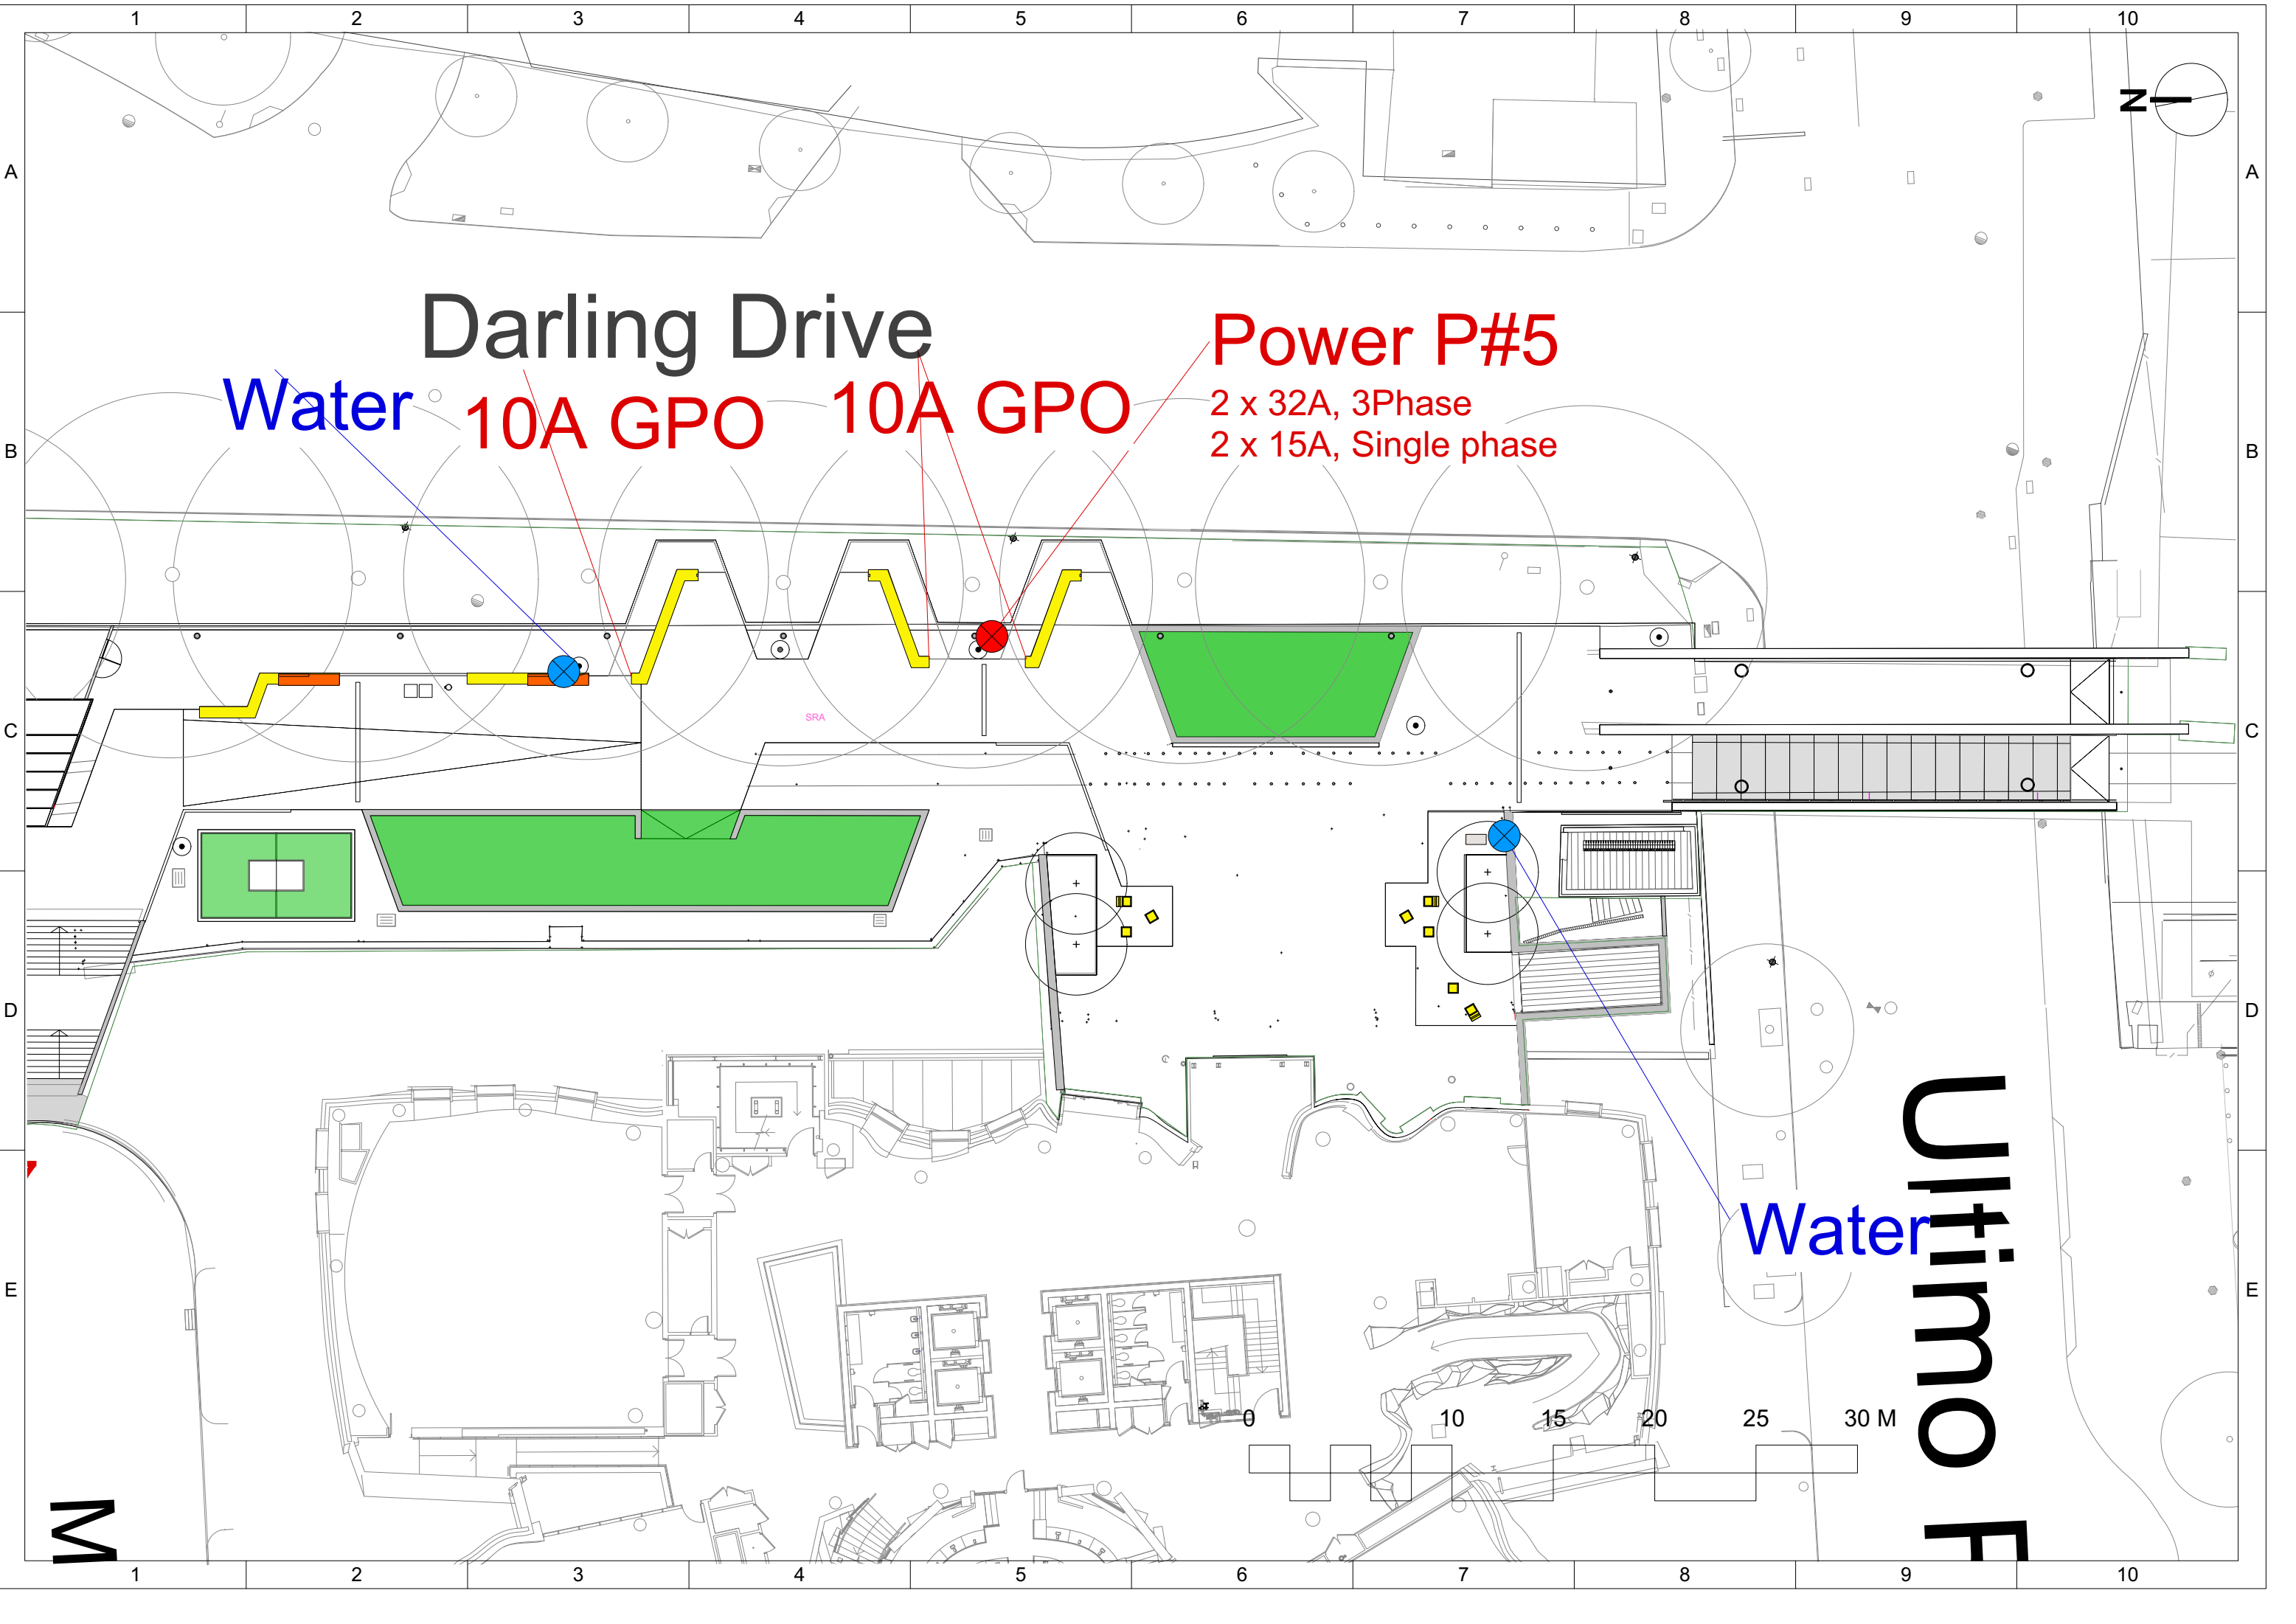 1 2 3 4 5 6 7 8 9 10
N
A A
Darling Drive
Power P#5
Water 10A GPO 10A GPO
2 x 32A, 3Phase
2 x 15A, Single phase
B B
SRA
C C
D D
Ultimo F
Water
E E
0 10 15 20 25 30 M
M
1 2 3 4 5 6 7 8 9 10